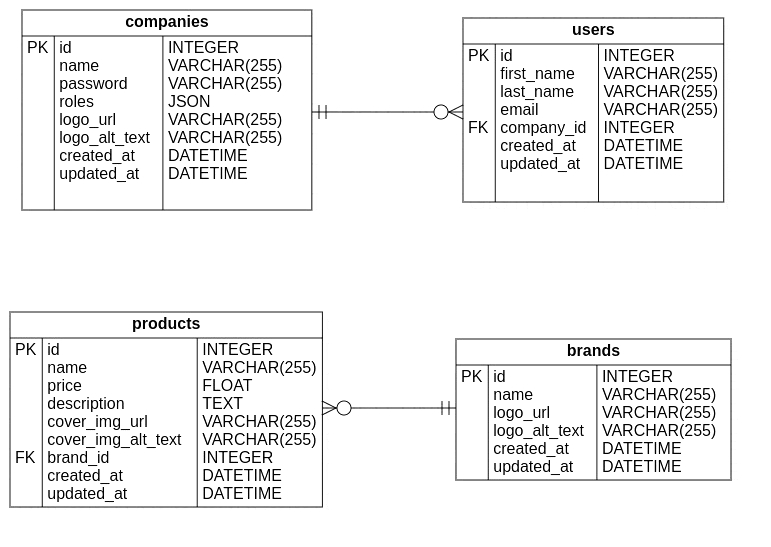 companies
PK id INTEGER
name VARCHAR(255)
password VARCHAR(255)
roles JSON
logo_url VARCHAR(255)
logo_alt_text VARCHAR(255)
created_at DATETIME
updated_at DATETIME
users
PK id INTEGER
first_name VARCHAR(255)
last_name VARCHAR(255)
email VARCHAR(255)
FK company_id INTEGER
created_at DATETIME
updated_at DATETIME
products
PK id INTEGER
name VARCHAR(255)
price FLOAT
description TEXT
cover_img_url VARCHAR(255)
cover_img_alt_text VARCHAR(255)
FK brand_id INTEGER
created_at DATETIME
updated_at DATETIME
brands
PK id INTEGER
name VARCHAR(255)
logo_url VARCHAR(255)
logo_alt_text VARCHAR(255)
created_at DATETIME
updated_at DATETIME